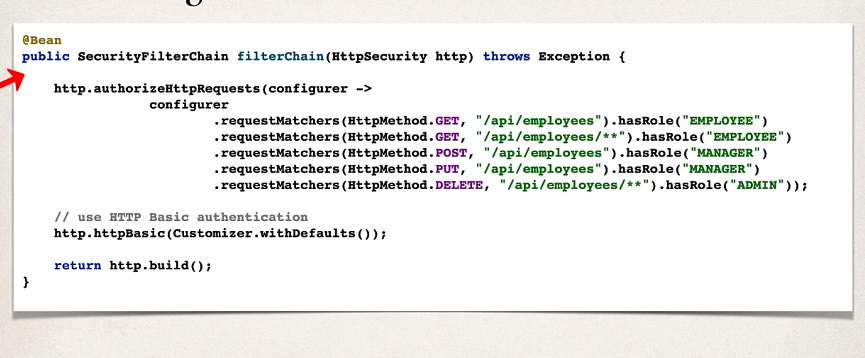 @Bean
public SecurityFilterChain filterChain(HttpSecurity http) throws Exception {
http.authorizeHttpRequests(configurer ->
configurer
.requestMatchers(HttpMethod.GET, "/api/employees").hasRole("EMPLOYEE")
.requestMatchers(HttpMethod.GET, "/api/employees/**").hasRole("EMPLOYEE")
.requestMatchers(HttpMethod.POST, "/api/employees").hasRole("MANAGER")
.requestMatchers(HttpMethod.PUT, "/api/employees").hasRole("MANAGER")
.requestMatchers(HttpMethod.DELETE, "/api/employees/**").hasRole("ADMIN"));
// use HTTP Basic authentication
http.httpBasic(Customizer.withDefaults());
return http.build();
}